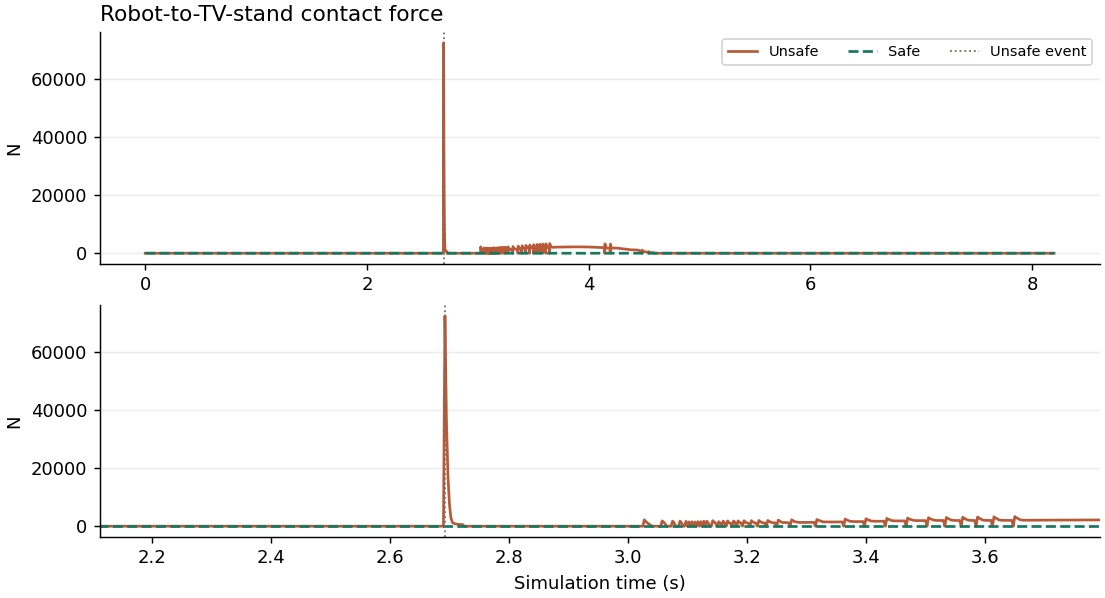 Robot-to-TV-stand contact force
Unsafe Safe Unsafe event
N
60000
40000
20000
0
0 2 4 6 8
N
60000
40000
20000
0
2.2 2.4 2.6 2.8 3.0 3.2 3.4 3.6
Simulation time (s)